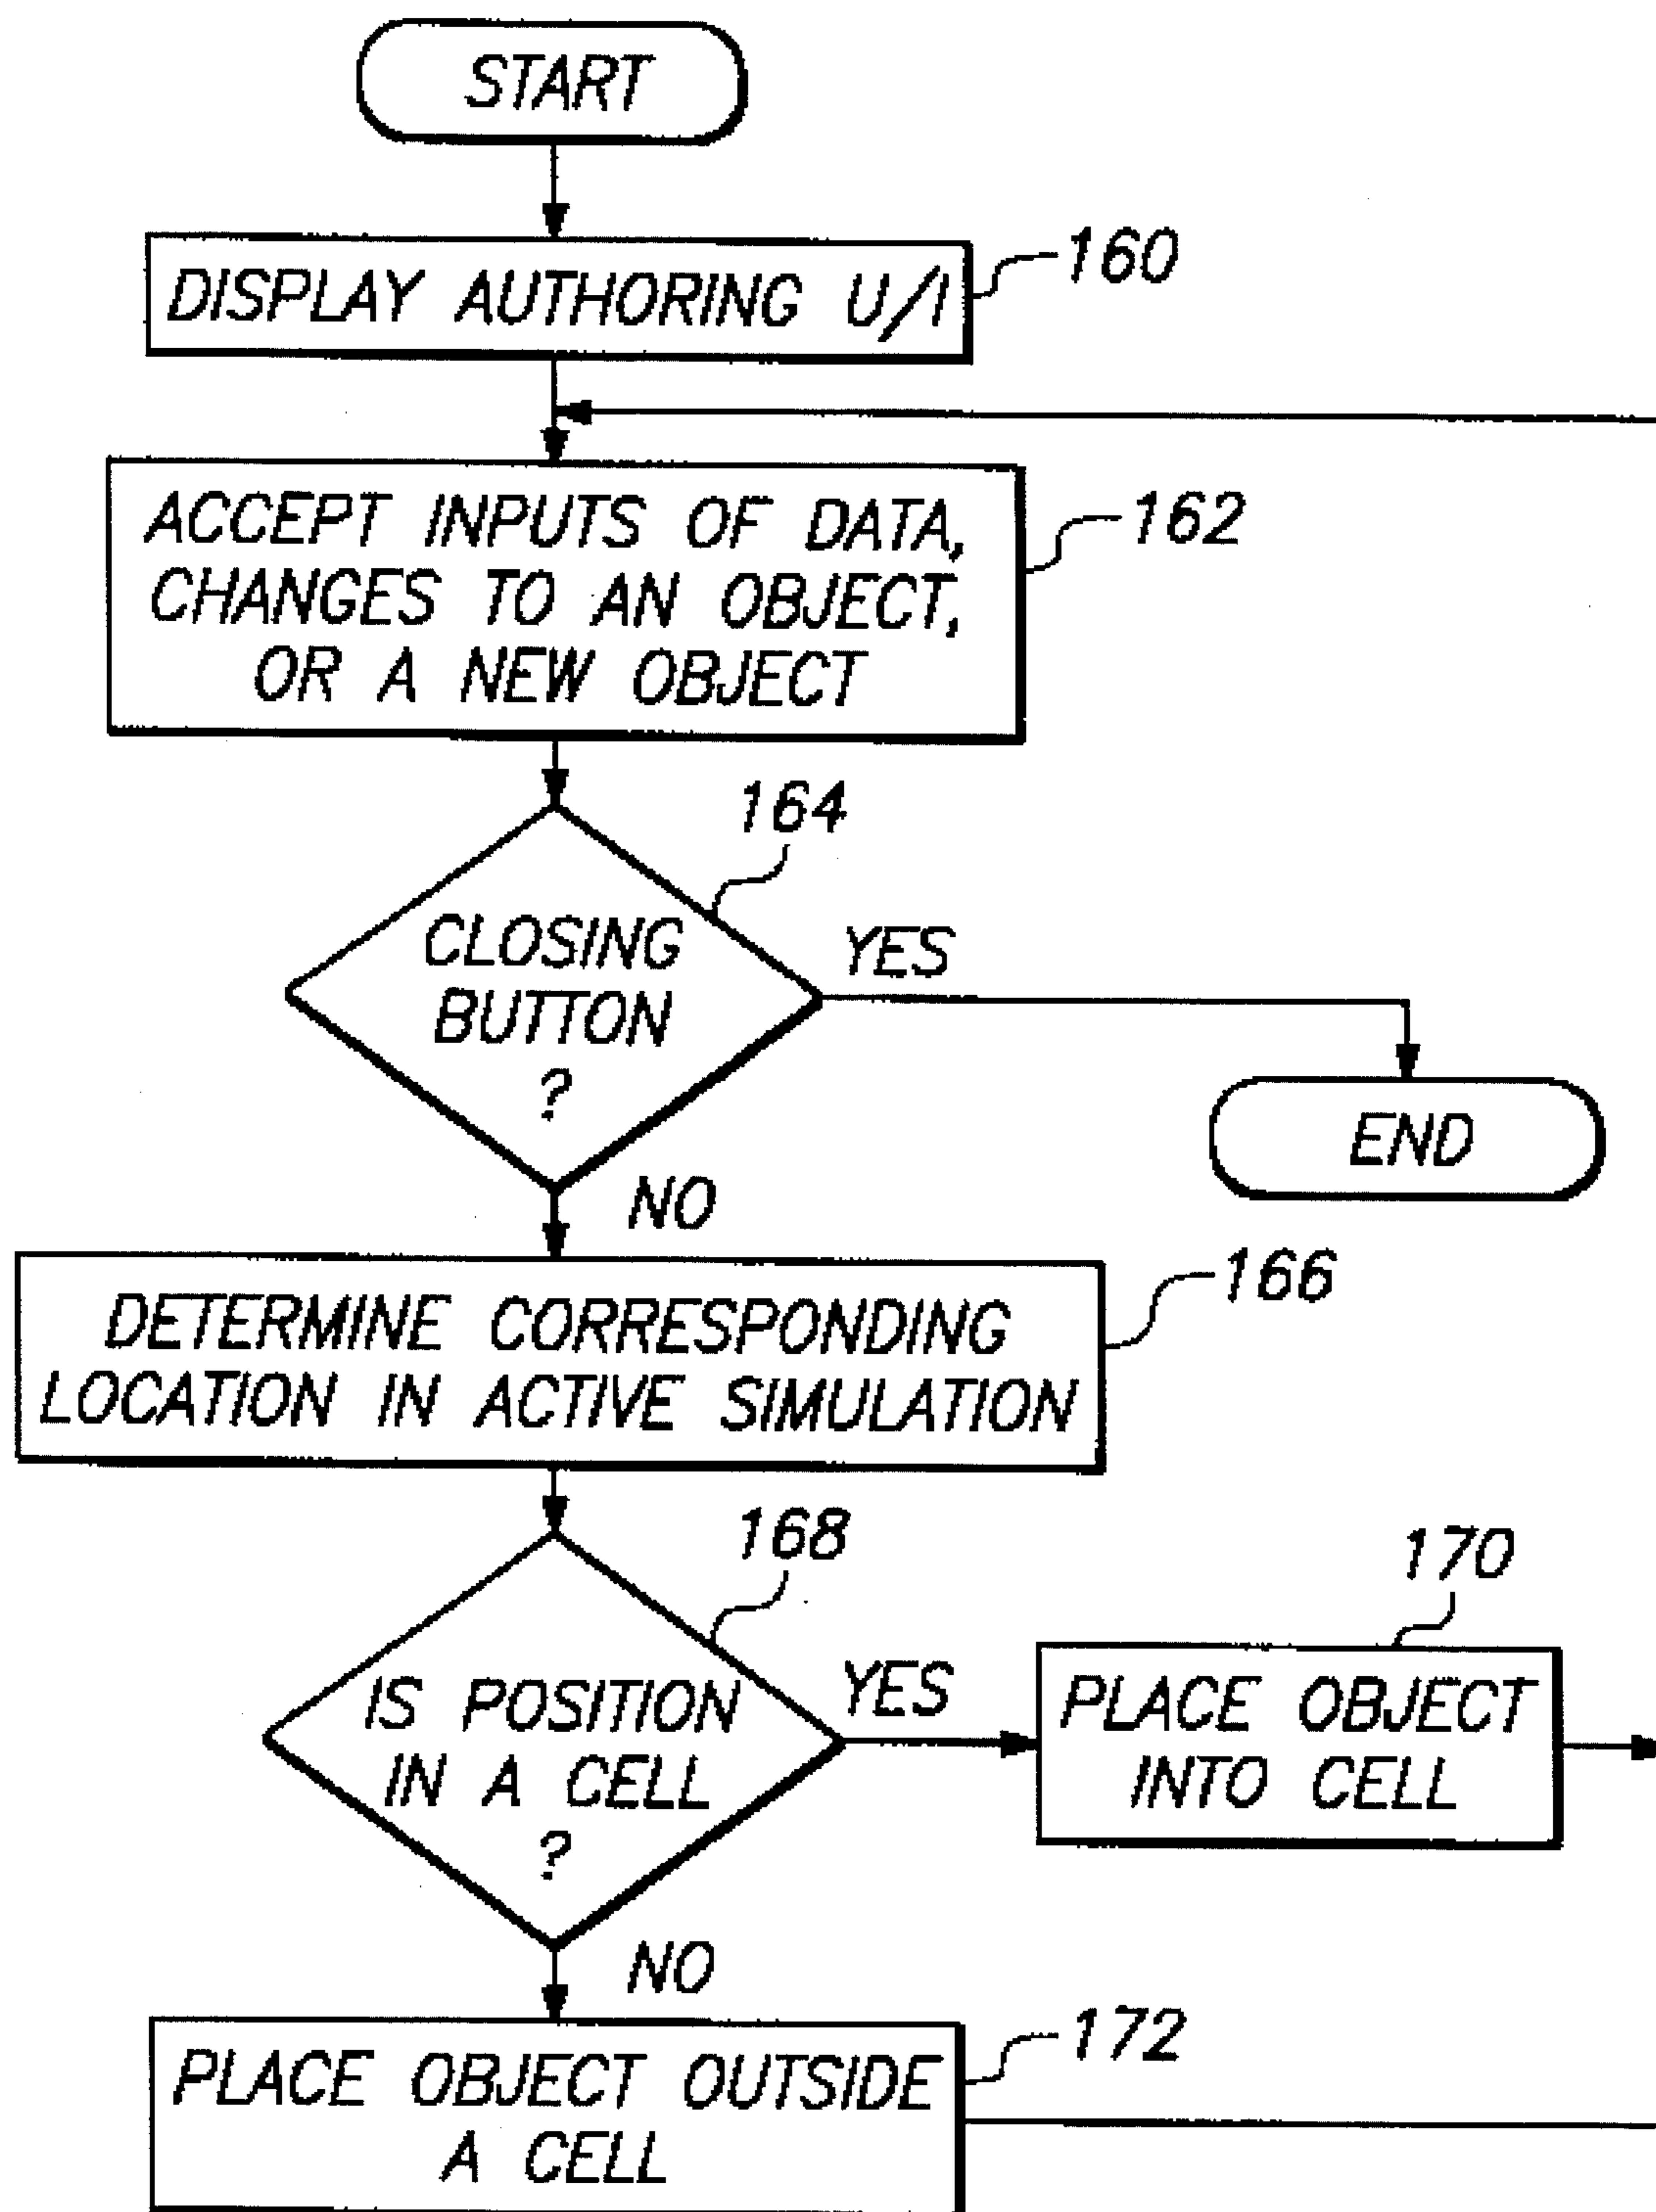 START
DISPLAY AUTHORING U/I
160
ACCEPT INPUTS OF DATA,
CHANGES TO AN OBJECT,
OR A NEW OBJECT
162
164
CLOSING
BUTTON
?
YES
END
NO
DETERMINE CORRESPONDING
LOCATION IN ACTIVE SIMULATION
166
168
IS POSITION
IN A CELL
?
YES
170
PLACE OBJECT
INTO CELL
NO
PLACE OBJECT OUTSIDE
A CELL
172